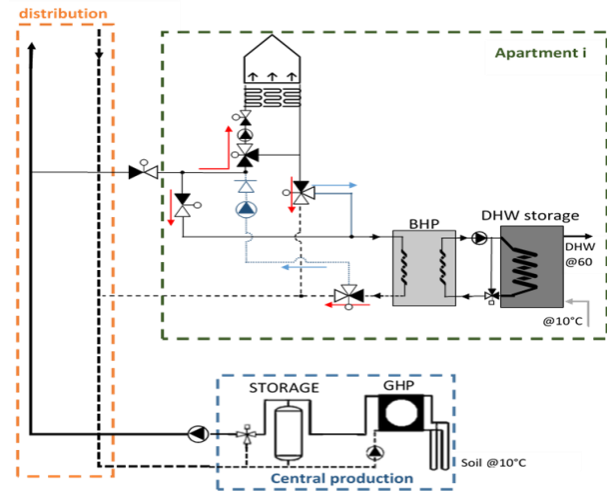 distribution
Apartment i
BHP
DHW storage
DHW
@60
@10°C
STORAGE
GHP
Soil @10°C
Central production